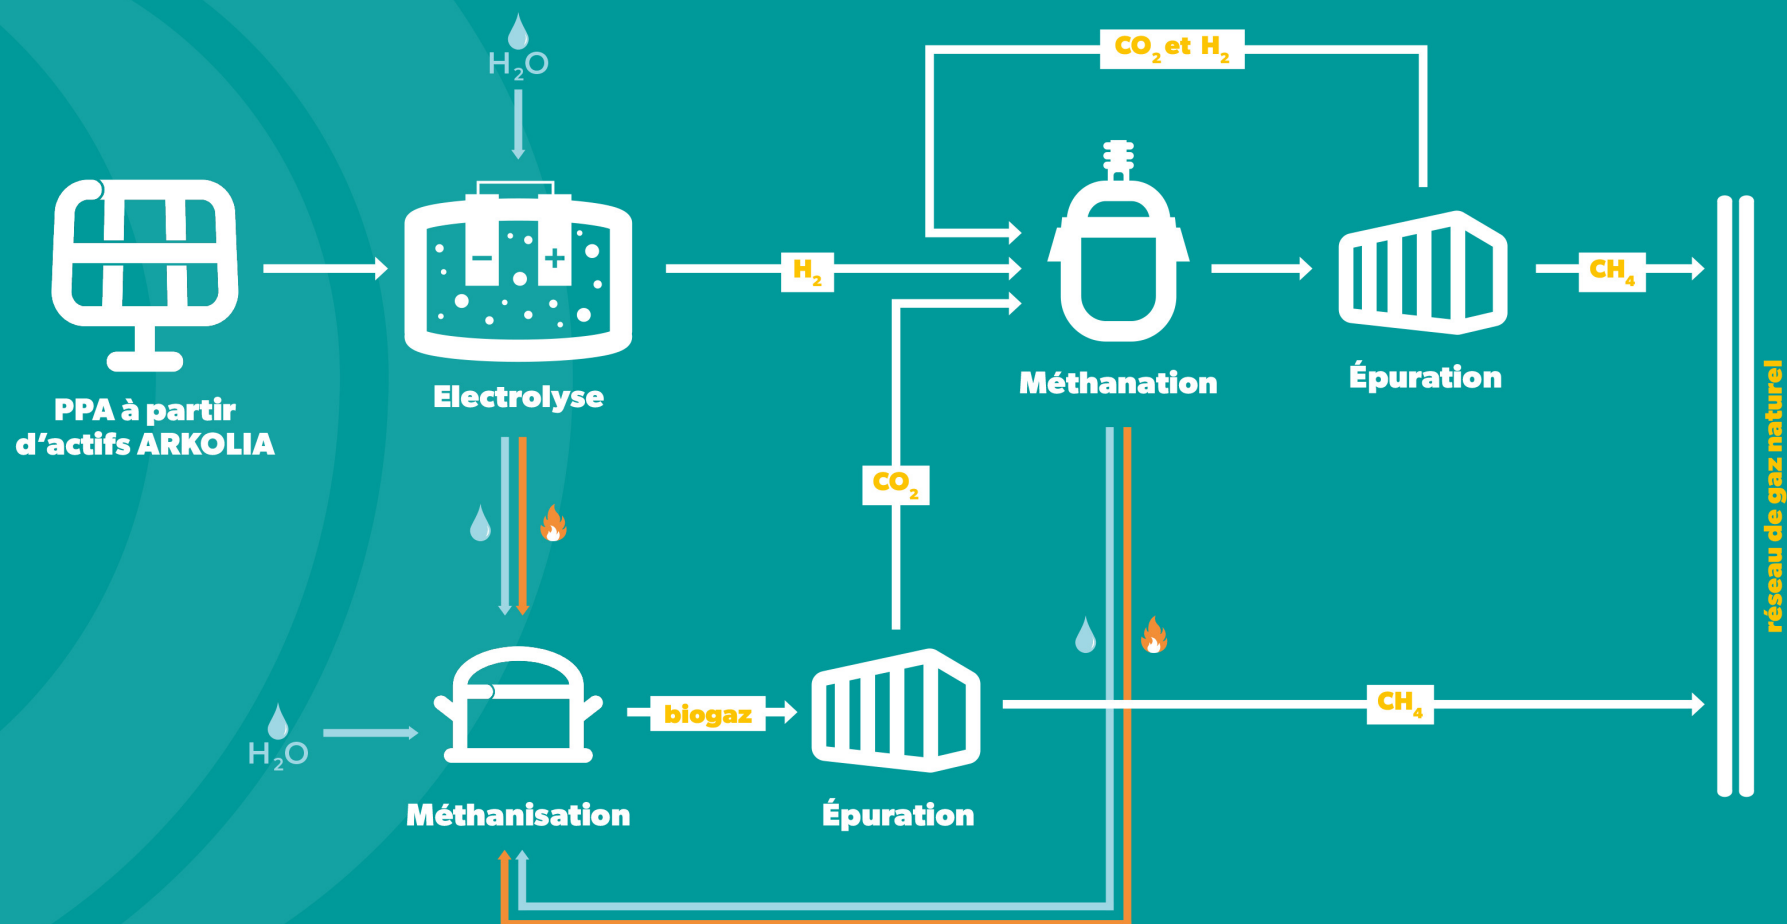 H₂O
CO₂ et H₂
- +
H₂
CH₄
PPA à partir
d'actifs ARKOLIA
Electrolyse
Méthanation
Épuration
réseau de gaz naturel
CO₂
H₂O
biogaz
CH₄
Méthanisation
Épuration